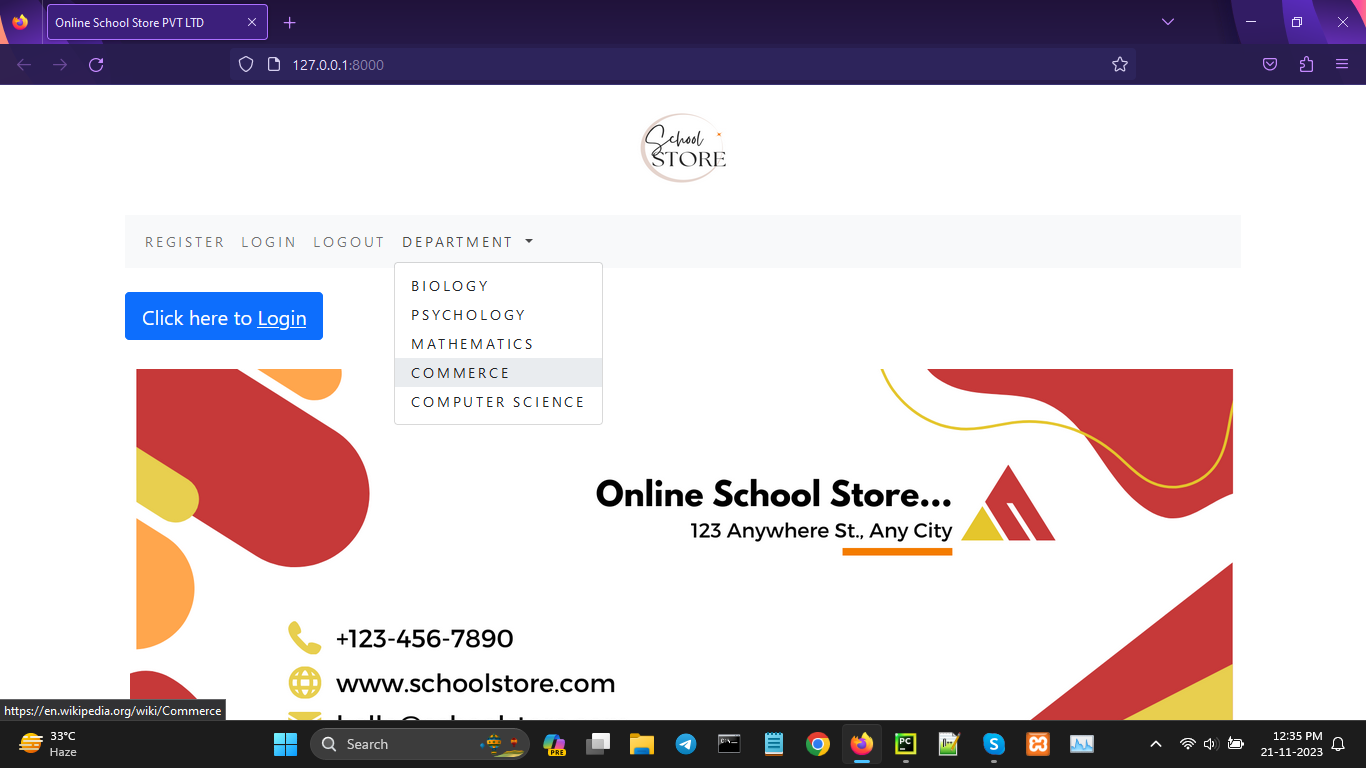 Online School Store PVT LTD
127.0.0.1:8000
School
STORE
REGISTER LOGIN LOGOUT DEPARTMENT
BIOLOGY
PSYCHOLOGY
MATHEMATICS
COMMERCE
COMPUTER SCIENCE
Click here to Login
Online School Store...
123 Anywhere St., Any City
+123-456-7890
www.schoolstore.com
https://en.wikipedia.org/wiki/Commerce
33°C
Haze
Search
PRE
PC
12:35 PM
21-11-2023